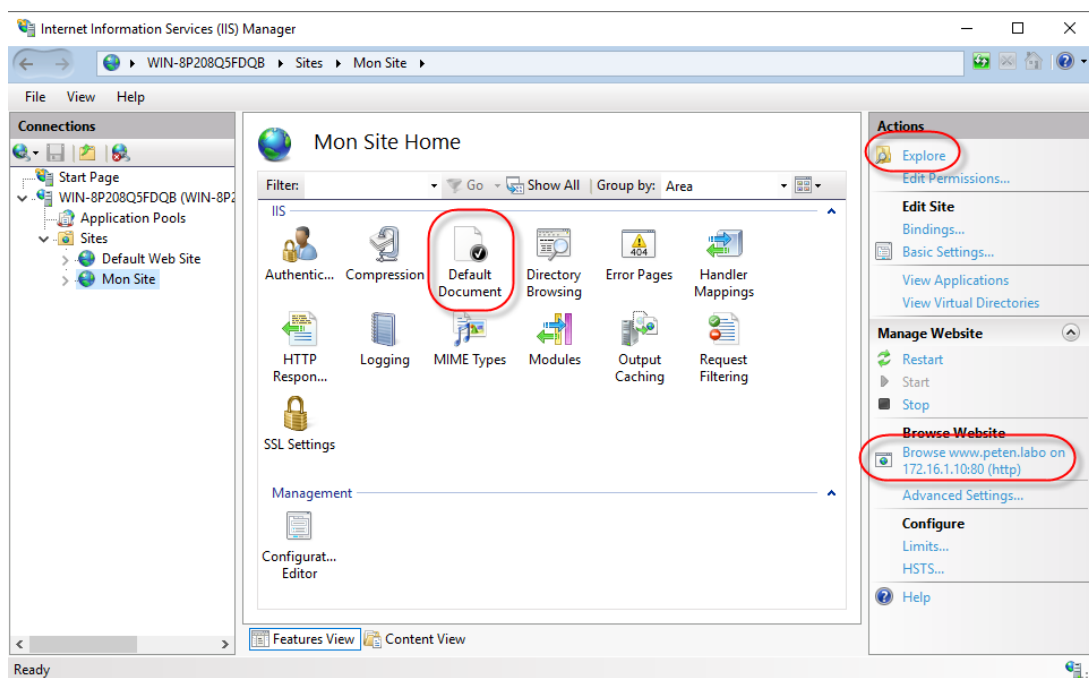 Internet Information Services (IIS) Manager
WIN-8P208Q5FDQB Sites Mon Site
File View Help
Connections
Start Page
WIN-8P208Q5FDQB (WIN-8P2
Application Pools
Sites
Default Web Site
Mon Site
Mon Site Home
Filter: Go Show All Group by: Area
IIS
Authentic... Compression Default Document Directory Browsing Error Pages Handler Mappings
404
HTTP Respon... Logging MIME Types Modules Output Caching Request Filtering
SSL Settings
Management
Configurat...
Editor
Features View Content View
Actions
Explore
Edit Permissions...
Edit Site
Bindings...
Basic Settings...
View Applications
View Virtual Directories
Manage Website
Restart
Start
Stop
Browse Website
Browse www.peten.labo on
172.16.1.10:80 (http)
Advanced Settings...
Configure
Limits...
HSTS...
Help
Ready